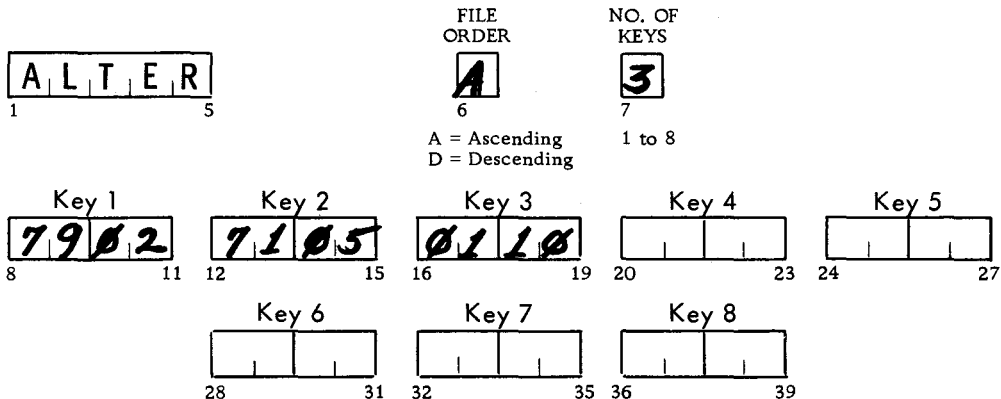 FILE ORDER NO. OF KEYS
ALTER A 3
1 5 6 7
A = Ascending 1 to 8
D = Descending
Key 1 Key 2 Key 3 Key 4 Key 5
79Ø2 71Ø5 Ø11Ø
8 11 12 15 16 19 20 23 24 27
Key 6 Key 7 Key 8
28 31 32 35 36 39